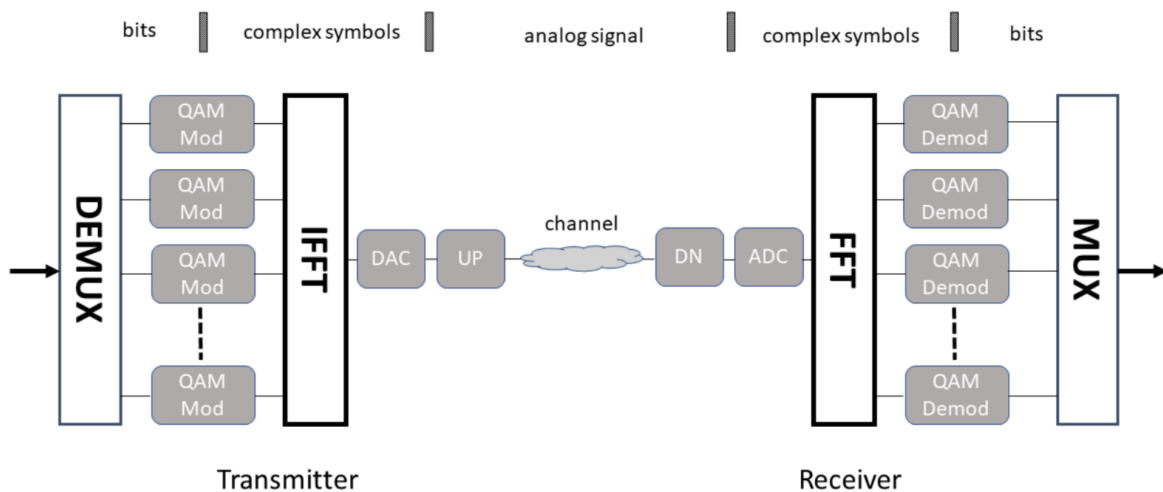 bits
complex symbols
analog signal
complex symbols
bits
DEMUX
QAM
Mod
QAM
Mod
QAM
Mod
QAM
Mod
IFFT
DAC
UP
channel
DN
ADC
FFT
QAM
Demod
QAM
Demod
QAM
Demod
QAM
Demod
MUX
Transmitter
Receiver